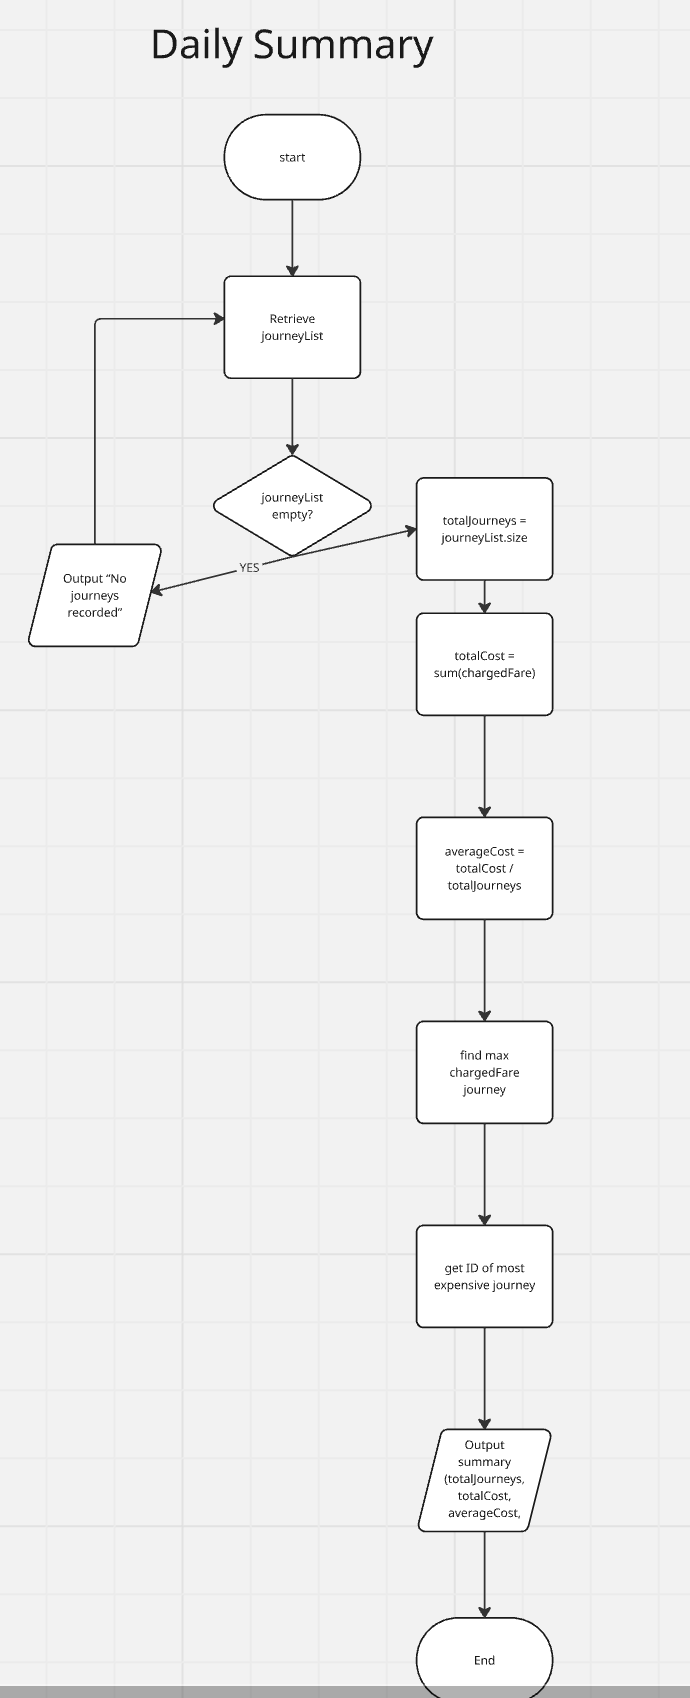 Daily Summary
start
Retrieve
journeyList
journeyList
empty?
YES
Output “No
journeys
recorded”
totalJourneys =
journeyList.size
totalCost =
sum(chargedFare)
averageCost =
totalCost /
totalJourneys
find max
chargedFare
journey
get ID of most
expensive journey
Output
summary
(totalJourneys,
totalCost,
averageCost,
End